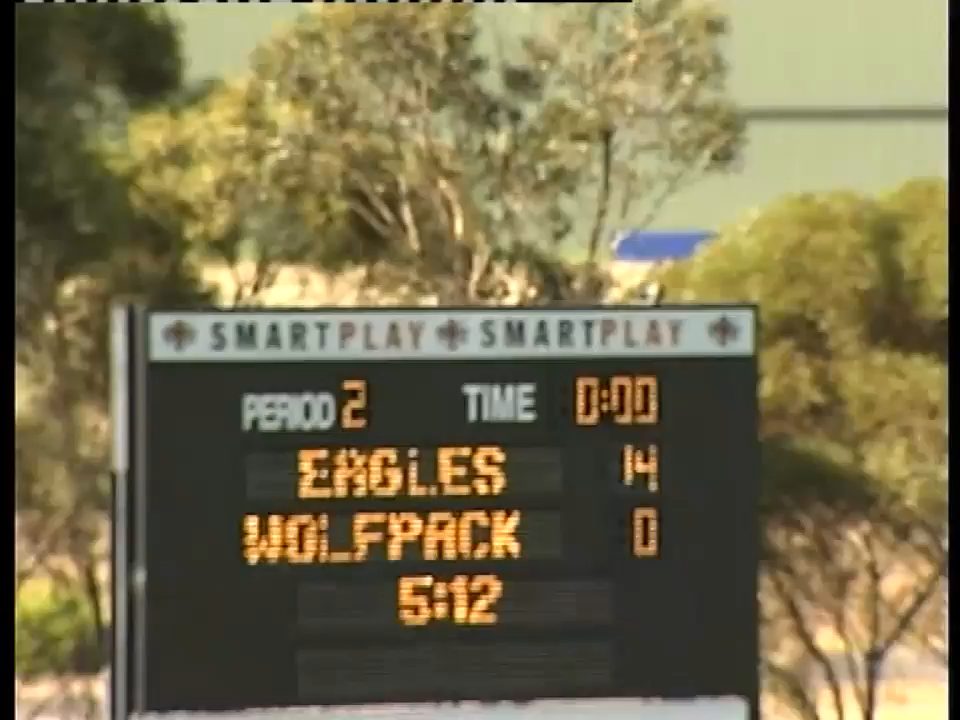 SMARTPLAY SMARTPLAY
PERIOD 2 TIME 0:00
EAGLES 14
WOLFPACK 0
5:12